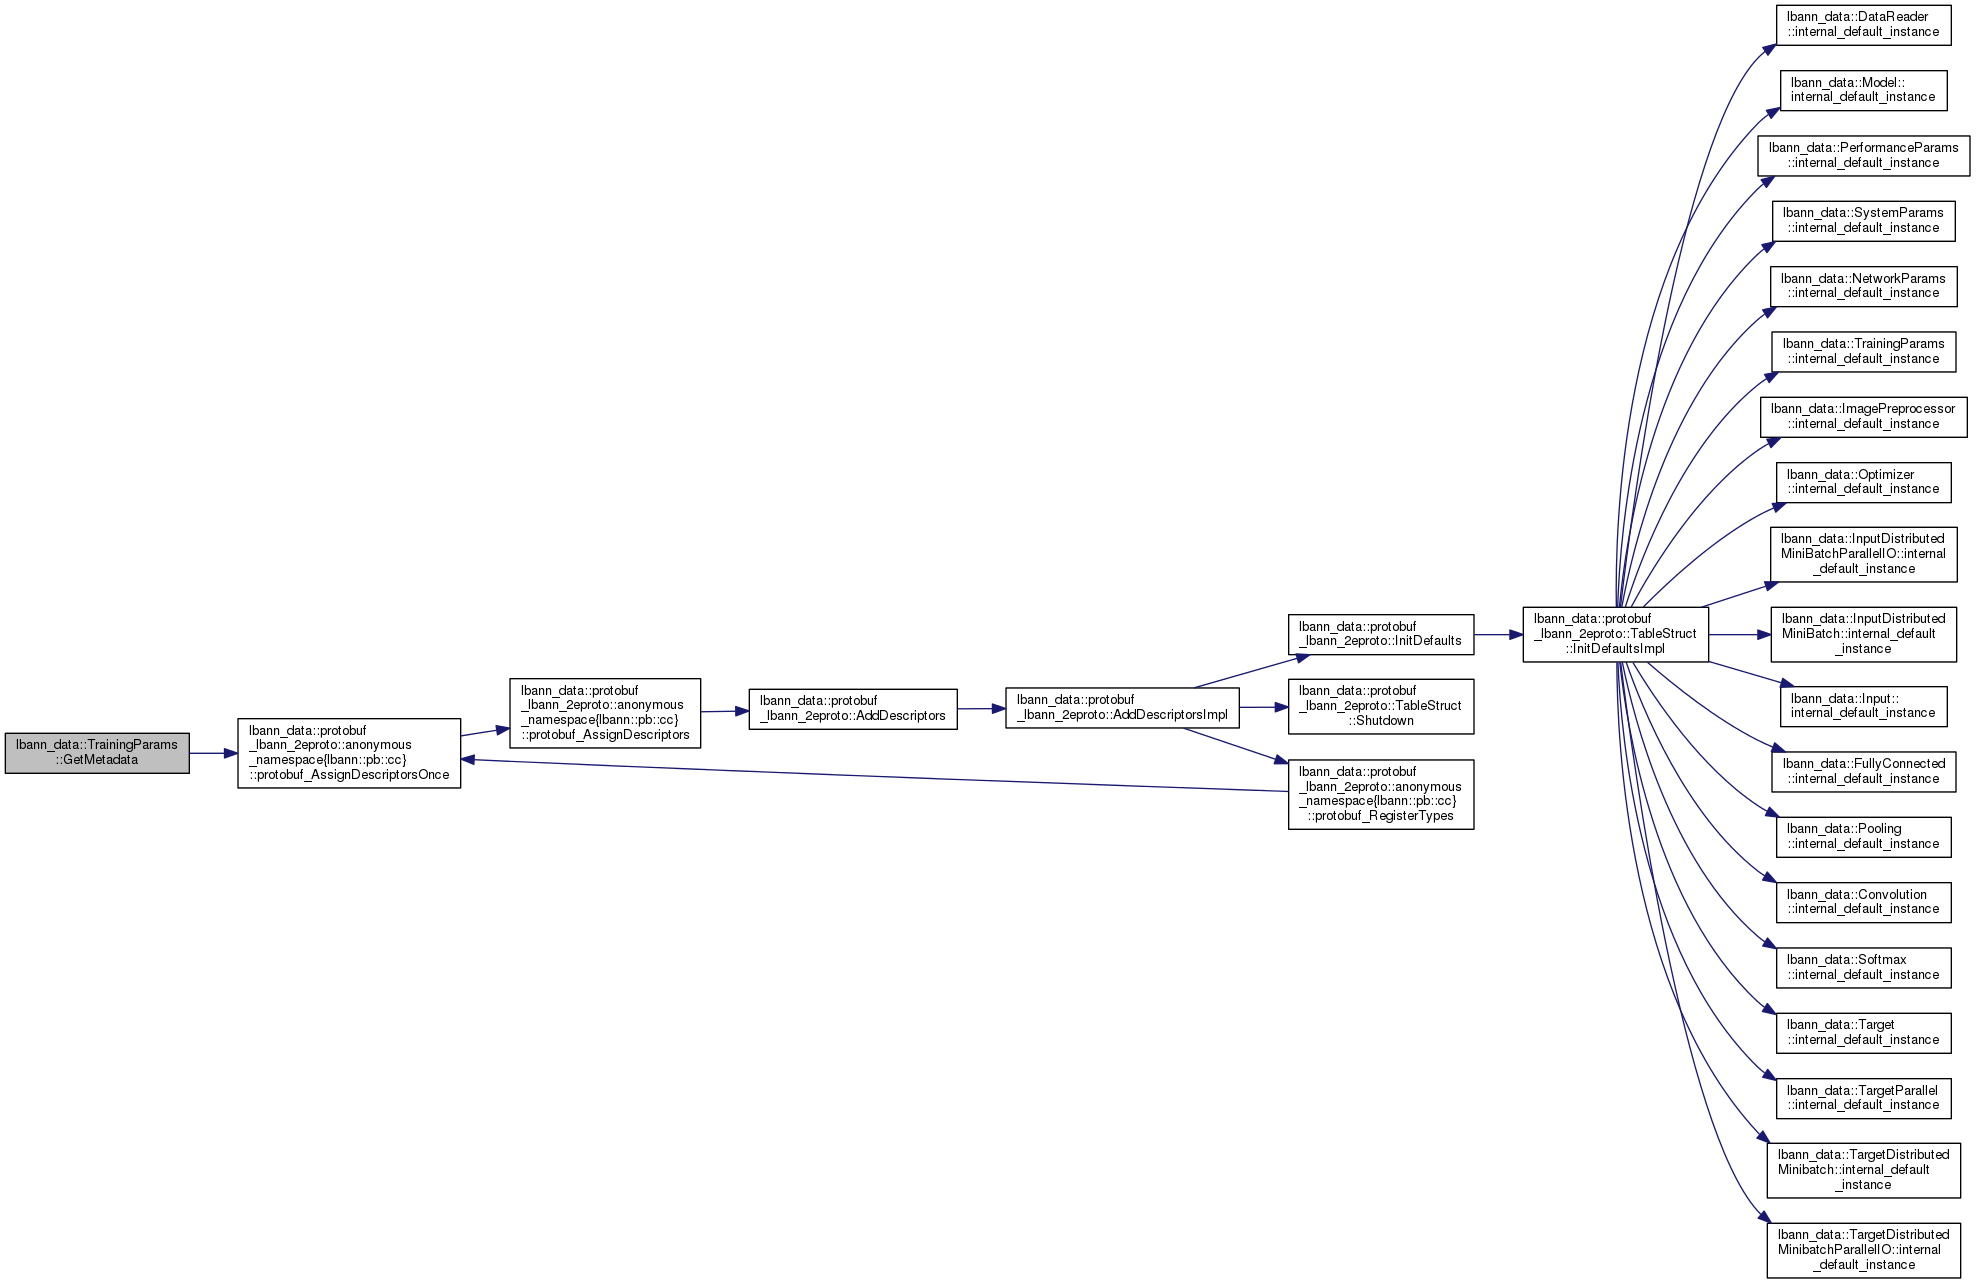 lbann_data::TrainingParams
::GetMetadata
lbann_data::protobuf
_lbann_2eproto::anonymous
_namespace{lbann::pb::cc}
::protobuf_AssignDescriptorsOnce
lbann_data::protobuf
_lbann_2eproto::anonymous
_namespace{lbann::pb::cc}
::protobuf_AssignDescriptors
lbann_data::protobuf
_lbann_2eproto::AddDescriptors
lbann_data::protobuf
_lbann_2eproto::AddDescriptorsImpl
lbann_data::protobuf
_lbann_2eproto::InitDefaults
lbann_data::protobuf
_lbann_2eproto::TableStruct
::Shutdown
lbann_data::protobuf
_lbann_2eproto::anonymous
_namespace{lbann::pb::cc}
::protobuf_RegisterTypes
lbann_data::protobuf
_lbann_2eproto::TableStruct
::InitDefaultsImpl
lbann_data::DataReader
::internal_default_instance
lbann_data::Model::
internal_default_instance
lbann_data::PerformanceParams
::internal_default_instance
lbann_data::SystemParams
::internal_default_instance
lbann_data::NetworkParams
::internal_default_instance
lbann_data::TrainingParams
::internal_default_instance
lbann_data::ImagePreprocessor
::internal_default_instance
lbann_data::Optimizer
::internal_default_instance
lbann_data::InputDistributed
MiniBatchParallelIO::internal
_default_instance
lbann_data::InputDistributed
MiniBatch::internal_default
_instance
lbann_data::Input::
internal_default_instance
lbann_data::FullyConnected
::internal_default_instance
lbann_data::Pooling
::internal_default_instance
lbann_data::Convolution
::internal_default_instance
lbann_data::Softmax
::internal_default_instance
lbann_data::Target
::internal_default_instance
lbann_data::TargetParallel
::internal_default_instance
lbann_data::TargetDistributed
Minibatch::internal_default
_instance
lbann_data::TargetDistributed
MinibatchParallelIO::internal
_default_instance